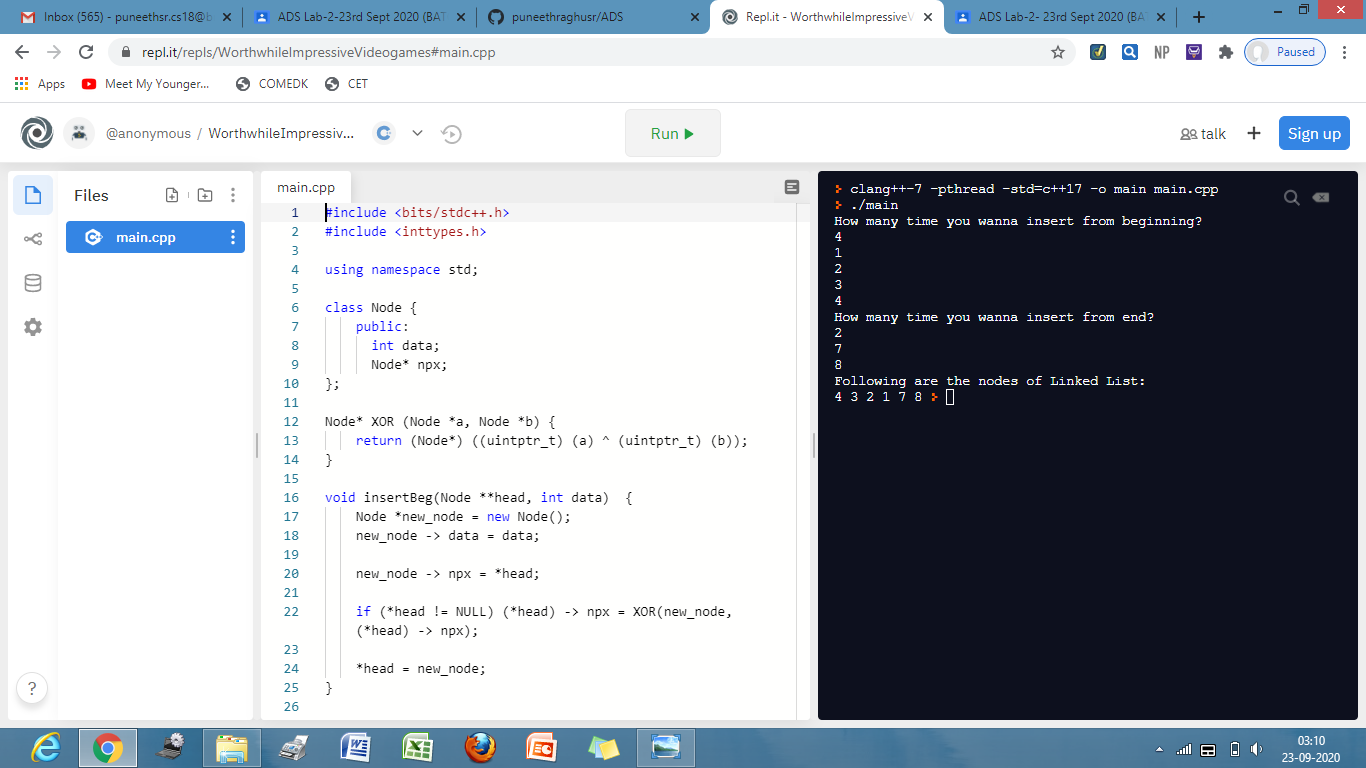 Inbox (565) - puneethsr.cs18@b
ADS Lab-2-23rd Sept 2020 (BAT
puneethraghusr/ADS
Repl.it - WorthwhileImpressiveV
ADS Lab-2- 23rd Sept 2020 (BA
repl.it/repls/WorthwhileImpressiveVideogames#main.cpp
NP
Paused
Apps
Meet My Younger...
COMEDK
CET
@anonymous / WorthwhileImpressiv...
Run
talk
Sign up
Files
main.cpp
main.cpp
1 #include <bits/stdc++.h>
2 #include <inttypes.h>
3
4 using namespace std;
5
6 class Node {
7 public:
8 int data;
9 Node* npx;
10 };
11
12 Node* XOR (Node *a, Node *b) {
13 return (Node*) ((uintptr_t) (a) ^ (uintptr_t) (b));
14 }
15
16 void insertBeg(Node **head, int data)  {
17 Node *new_node = new Node();
18 new_node -> data = data;
19
20 new_node -> npx = *head;
21
22 if (*head != NULL) (*head) -> npx = XOR(new_node,
(*head) -> npx);
23
24 *head = new_node;
25 }
26
clang++-7 -pthread -std=c++17 -o main main.cpp
./main
How many time you wanna insert from beginning?
4
1
2
3
4
How many time you wanna insert from end?
2
7
8
Following are the nodes of Linked List:
4 3 2 1 7 8
?
03:10
23-09-2020